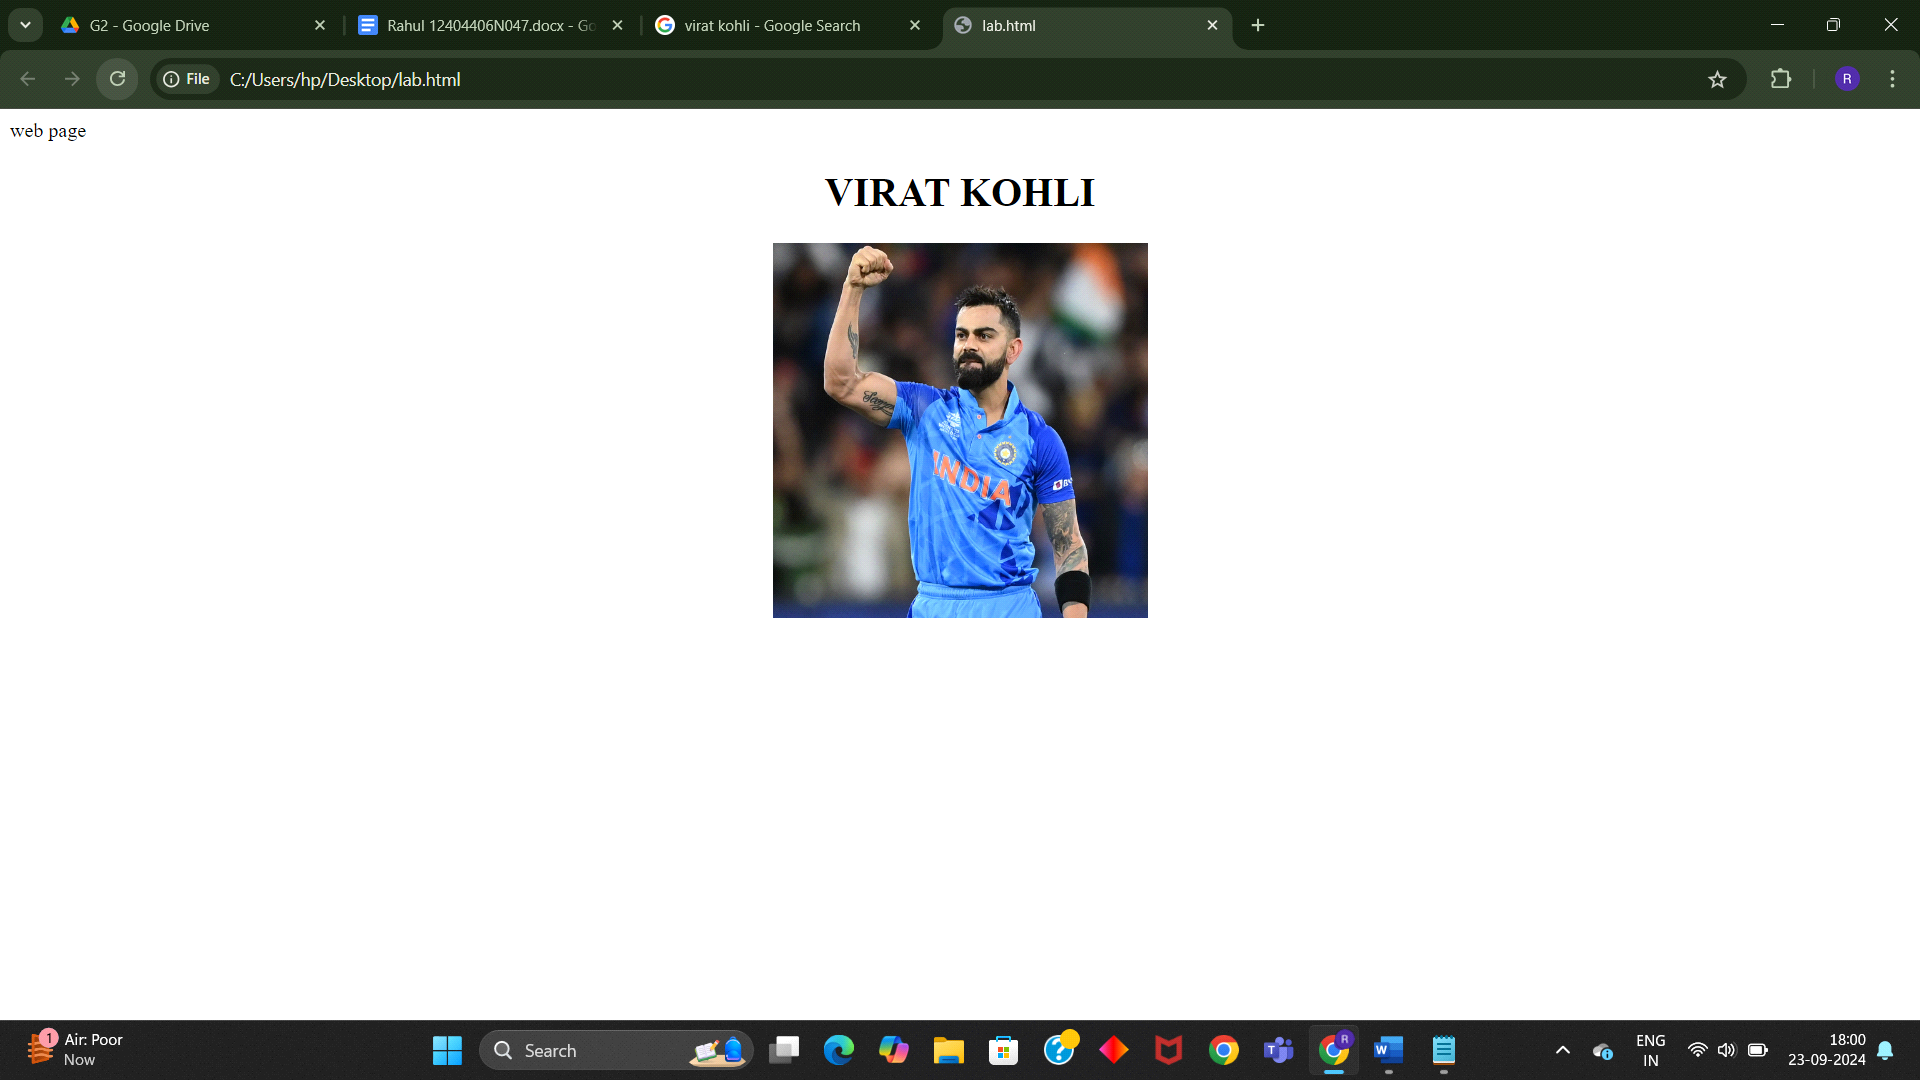 G2 - Google Drive
Rahul 12404406N047.docx - Go
virat kohli - Google Search
lab.html
File
C:/Users/hp/Desktop/lab.html
R
web page
VIRAT KOHLI
INDIA
1
Air: Poor
Now
Search
R
ENG
IN
18:00
23-09-2024